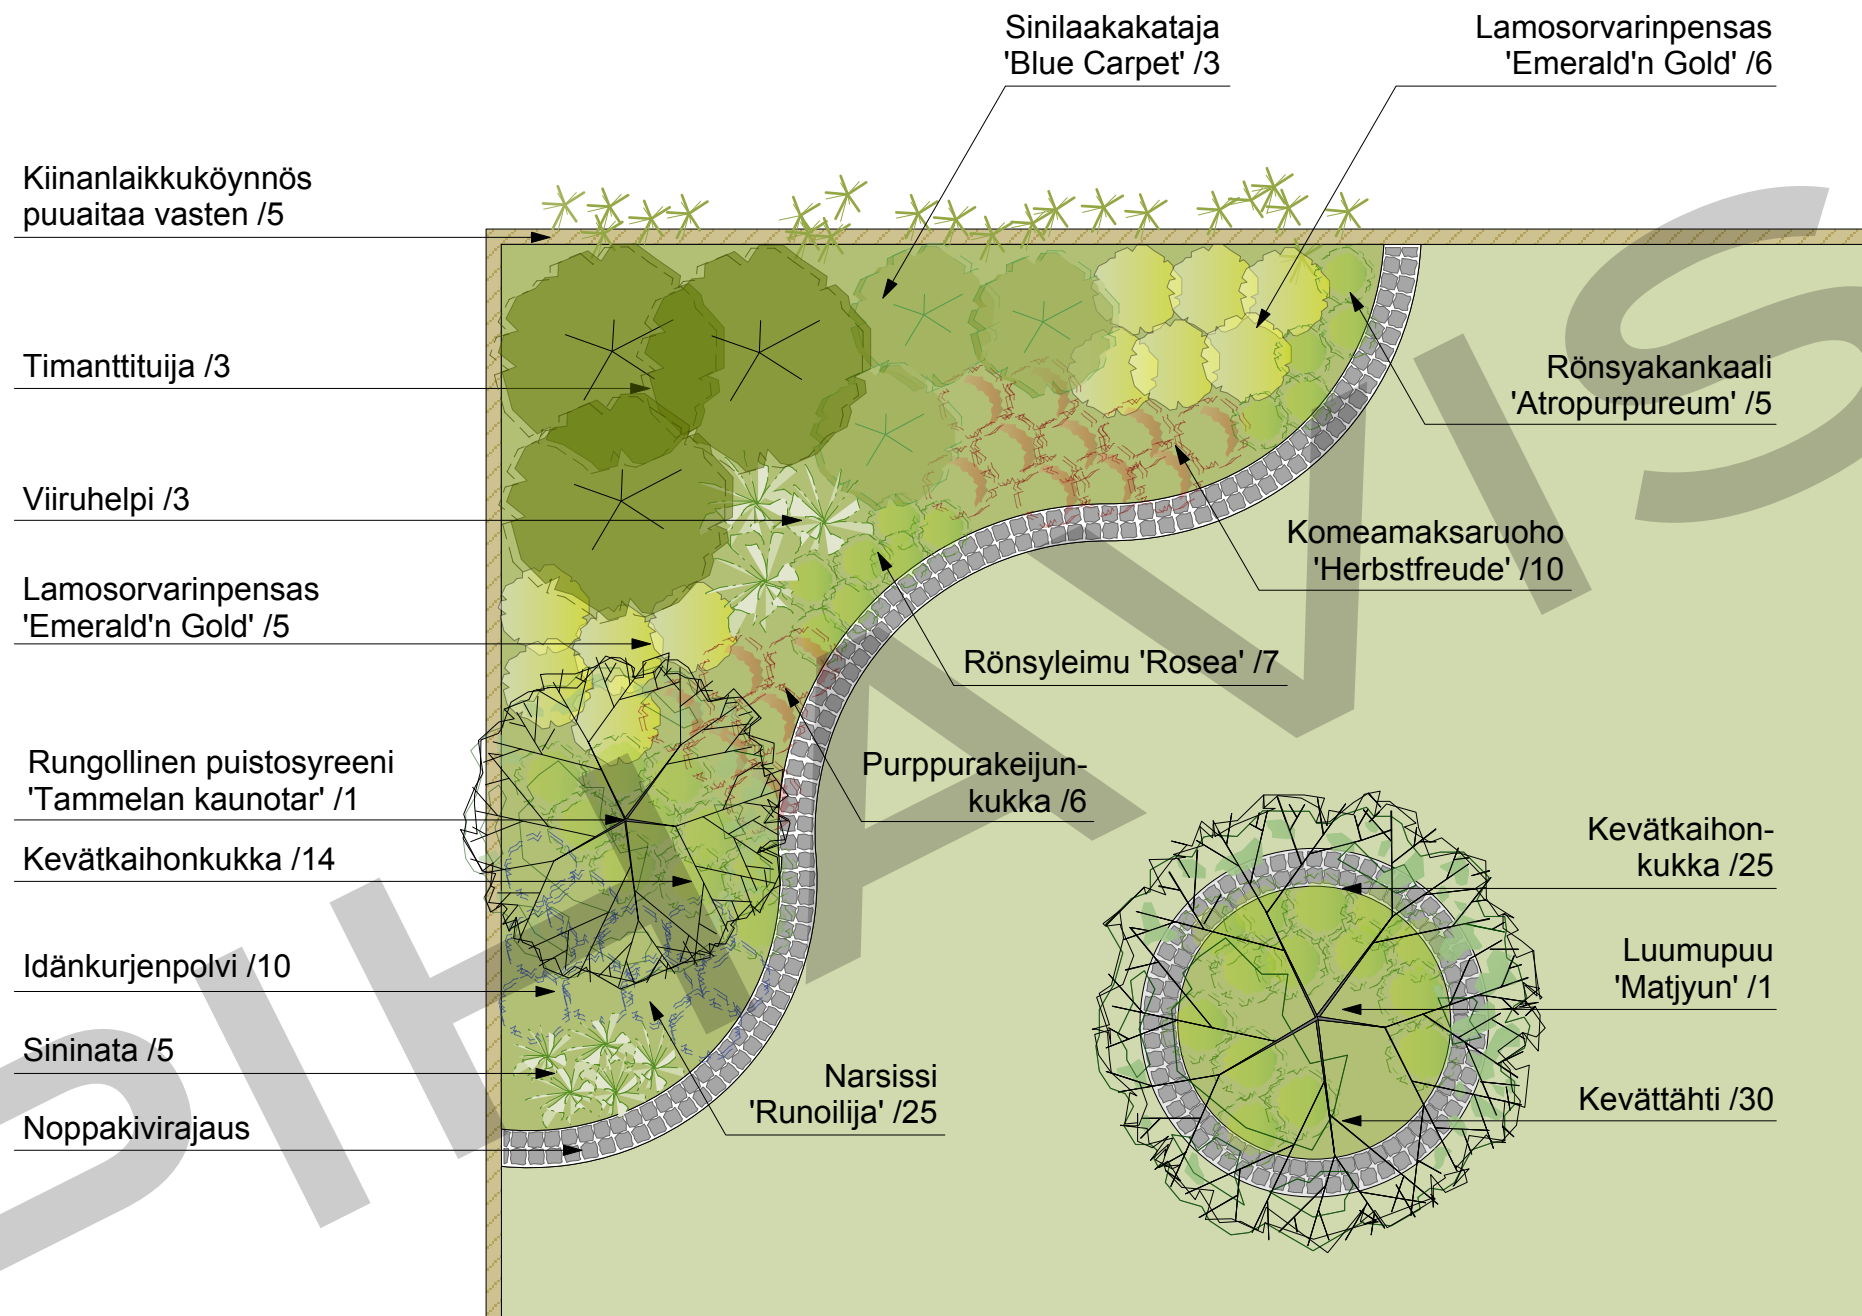 Sinilaakakataja
'Blue Carpet' /3
Lamosorvarinpensas
'Emerald'n Gold' /6
Kiinanlaikkuköynnös
puuaitaa vasten /5
Timanttituija /3
Rönsyakankaali
'Atropurpureum' /5
Viiruhelpi /3
Komeamaksaruoho
'Herbstfreude' /10
Lamosorvarinpensas
'Emerald'n Gold' /5
Rönsyleimu 'Rosea' /7
Rungollinen puistosyreeni
'Tammelan kaunotar' /1
Purppurakeijun-
kukka /6
Kevätkaihonkukka /14
Kevätkaihon-
kukka /25
Idänkurjenpolvi /10
Luumupuu
'Matjyun' /1
Sininata /5
Narsissi
'Runoilija' /25
Kevättähti /30
Noppakivirajaus
PIHAVIS